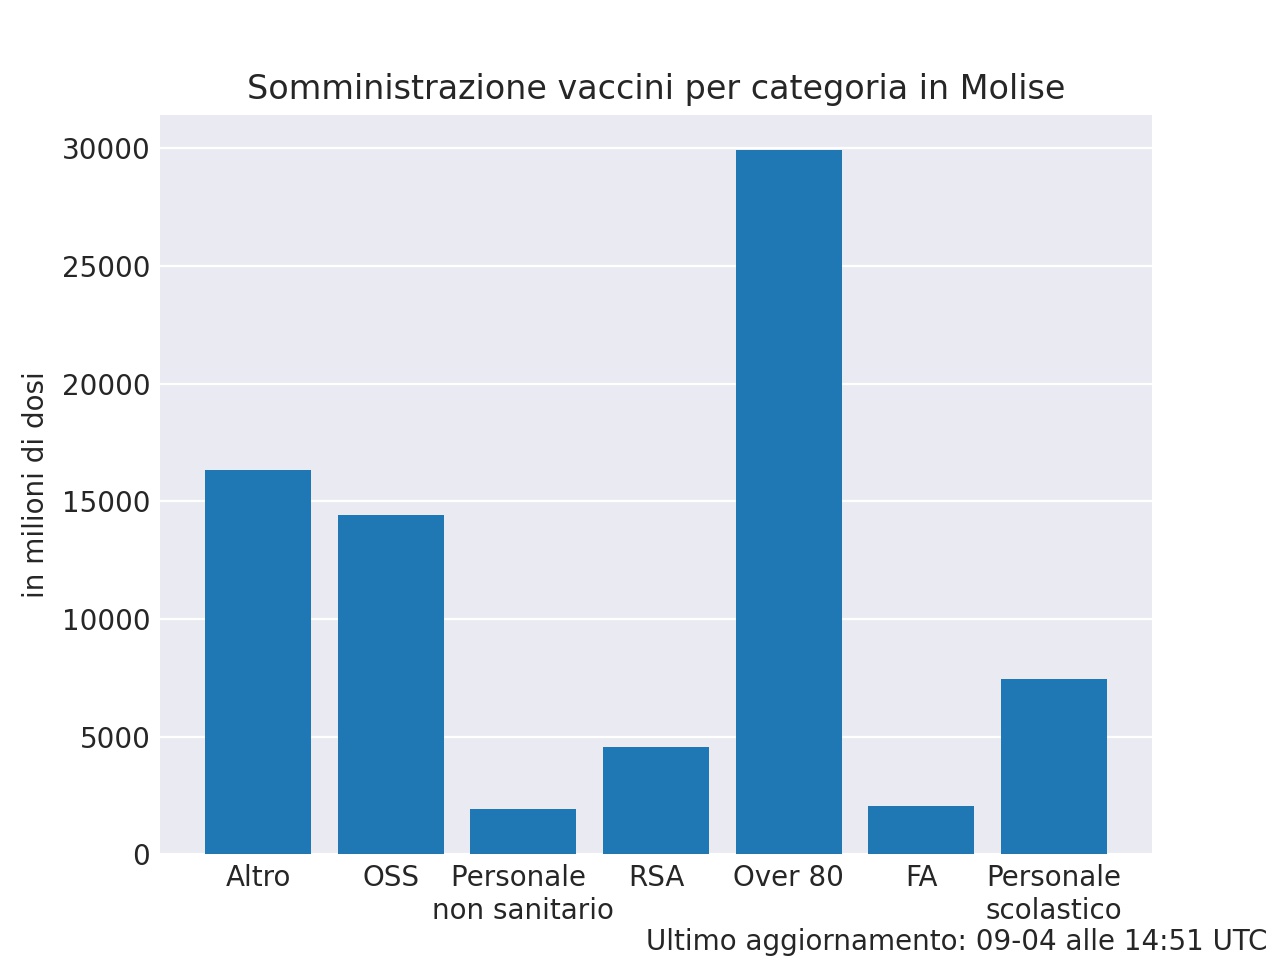 Somministrazione vaccini per categoria in Molise
in milioni di dosi
30000
25000
20000
15000
10000
5000
0
Altro OSS Personale RSA Over 80 FA Personale
non sanitario scolastico
Ultimo aggiornamento: 09-04 alle 14:51 UTC